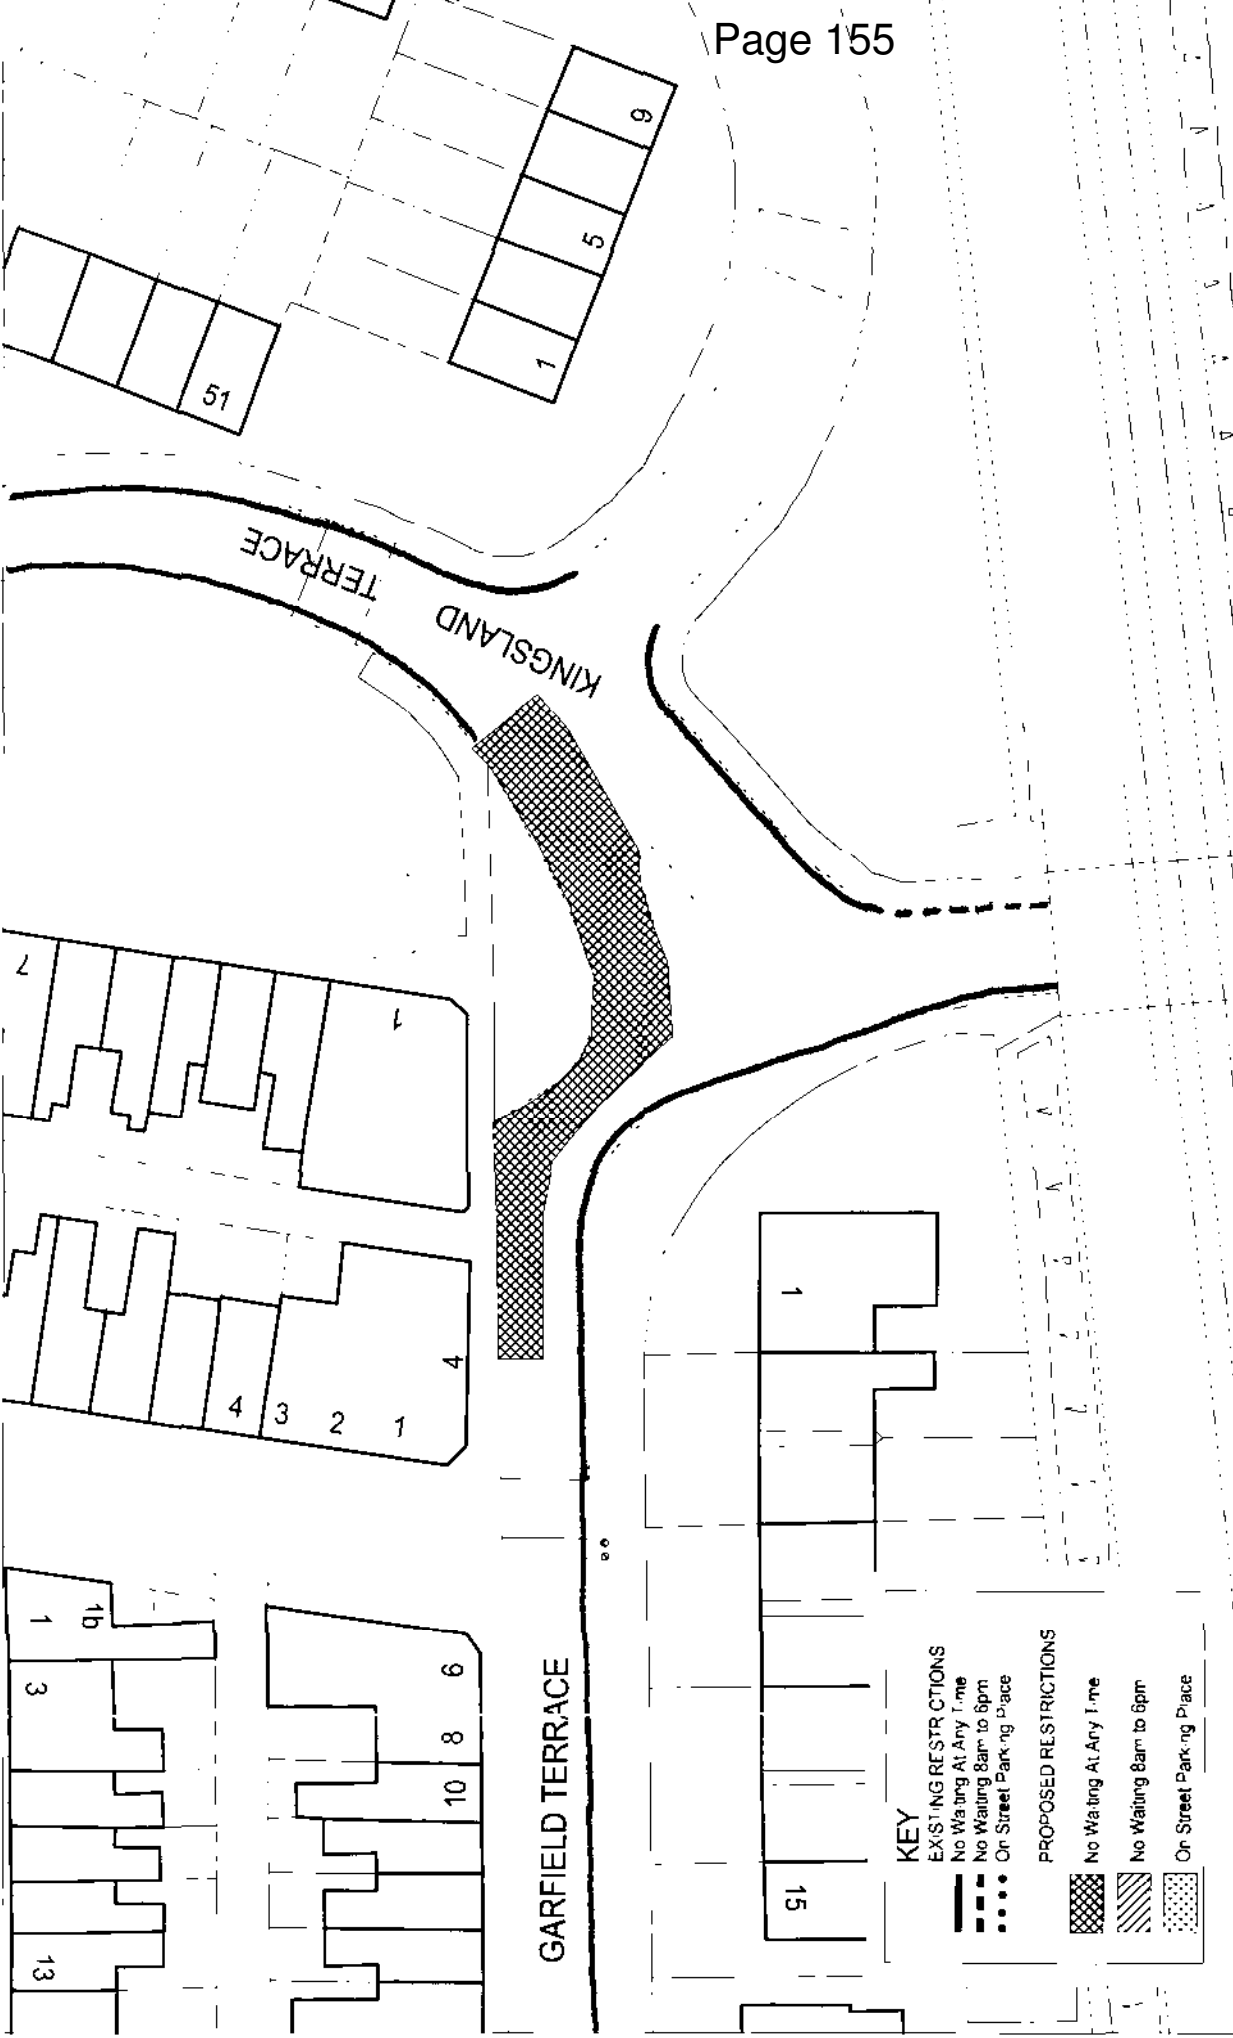 Page 155
9
5
1
51
KINGSLAND
TERRACE
7
1
1
4
4
3
2
1
1
1b
3
13
9
8
10
15
GARFIELD TERRACE
KEY
EXISTING RESTRICTIONS
No Waiting At Any Time
No Waiting 8am to 6pm
On Street Parking Place
PROPOSED RESTRICTIONS
No Waiting At Any Time
No Waiting 8am to 6pm
On Street Parking Place